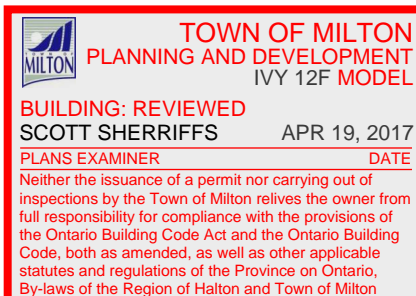 TOWN OF
MILTON
TOWN OF MILTON
PLANNING AND DEVELOPMENT
IVY 12F MODEL
BUILDING: REVIEWED
SCOTT SHERRIFFS APR 19, 2017
PLANS EXAMINER DATE
Neither the issuance of a permit nor carrying out of
inspections by the Town of Milton relives the owner from
full responsibility for compliance with the provisions of
the Ontario Building Code Act and the Ontario Building
Code, both as amended, as well as other applicable
statutes and regulations of the Province on Ontario,
By-laws of the Region of Halton and Town of Milton